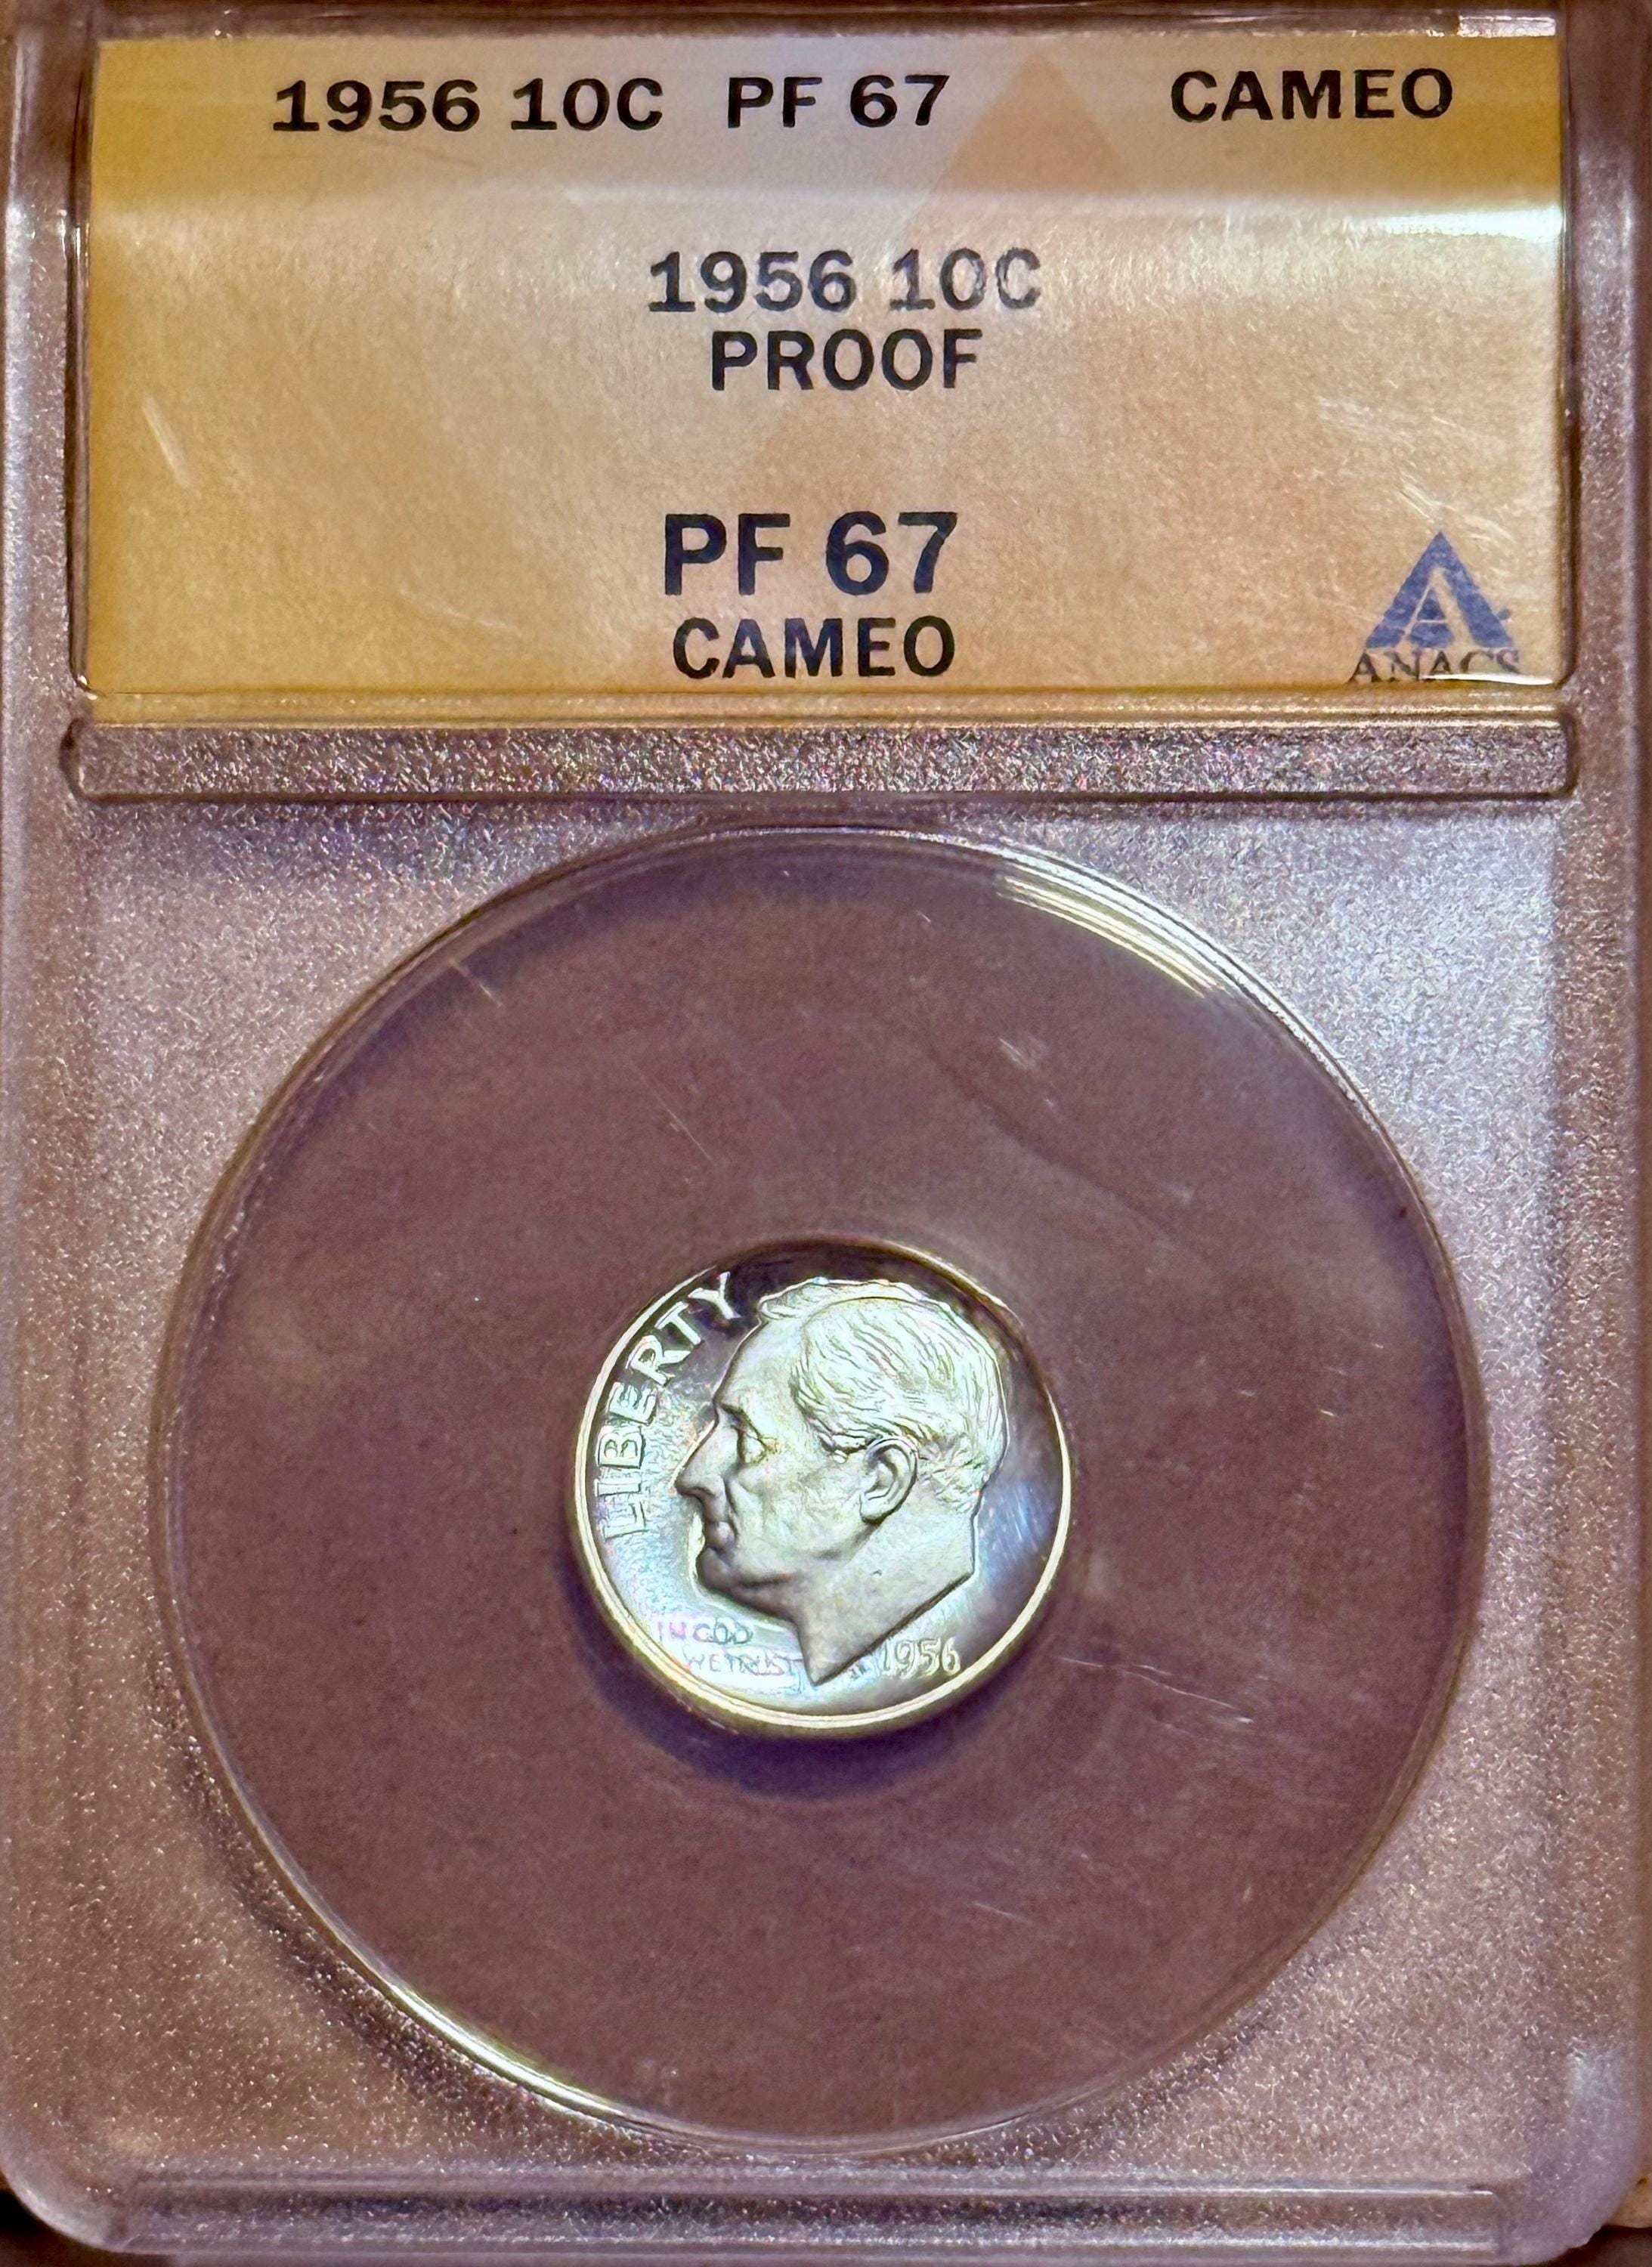 1956 10C PF 67 CAMEO
1956 10C
PROOF
PF 67
CAMEO
ANACS
LIBERTY
IN GOD
WE TRUST
1956